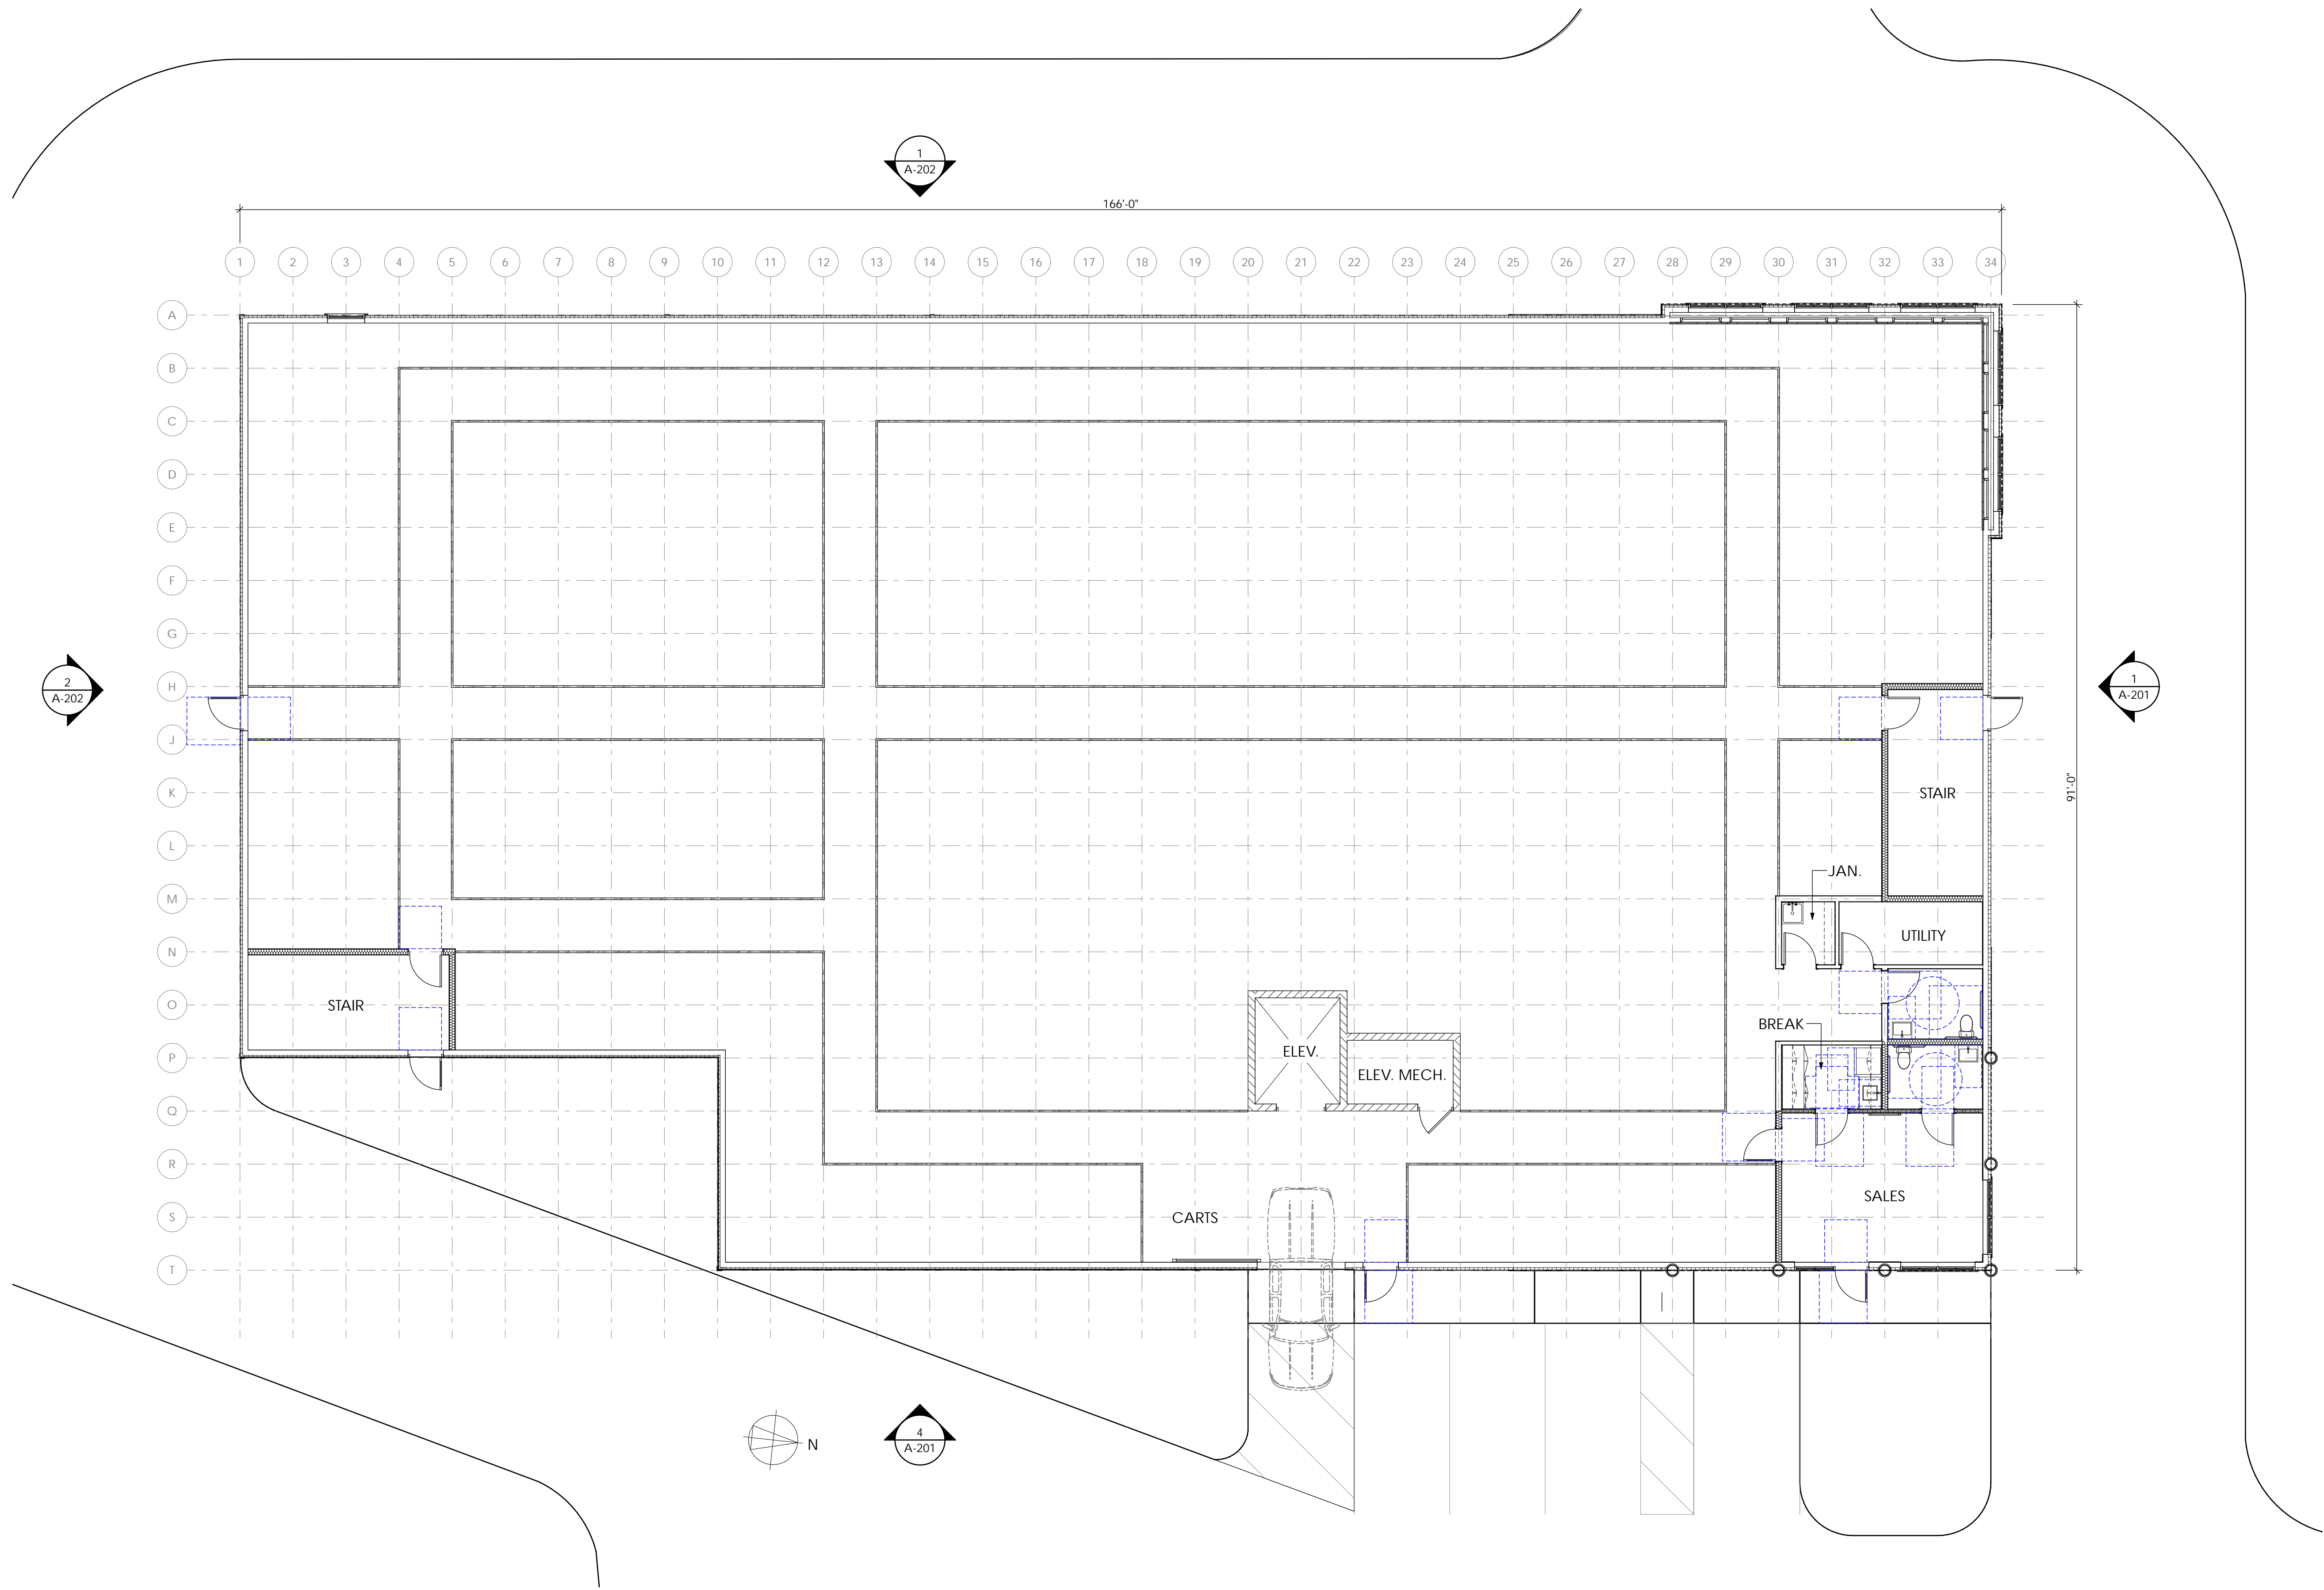 1
A-202
166'-0"
1 2 3 4 5 6 7 8 9 10 11 12 13 14 15 16 17 18 19 20 21 22 23 24 25 26 27 28 29 30 31 32 33 34
A
B
C
D
E
F
G
H
2
A-202
1
A-201
J
K
STAIR
91'-0"
L
JAN.
M
UTILITY
N
O
STAIR
BREAK
ELEV.
P
ELEV. MECH.
Q
R
SALES
S
CARTS
T
4
A-201
N